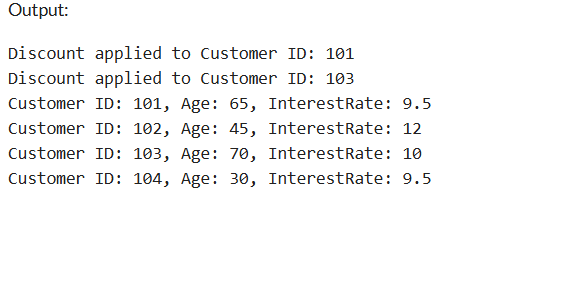 Output:
Discount applied to Customer ID: 101
Discount applied to Customer ID: 103
Customer ID: 101, Age: 65, InterestRate: 9.5
Customer ID: 102, Age: 45, InterestRate: 12
Customer ID: 103, Age: 70, InterestRate: 10
Customer ID: 104, Age: 30, InterestRate: 9.5